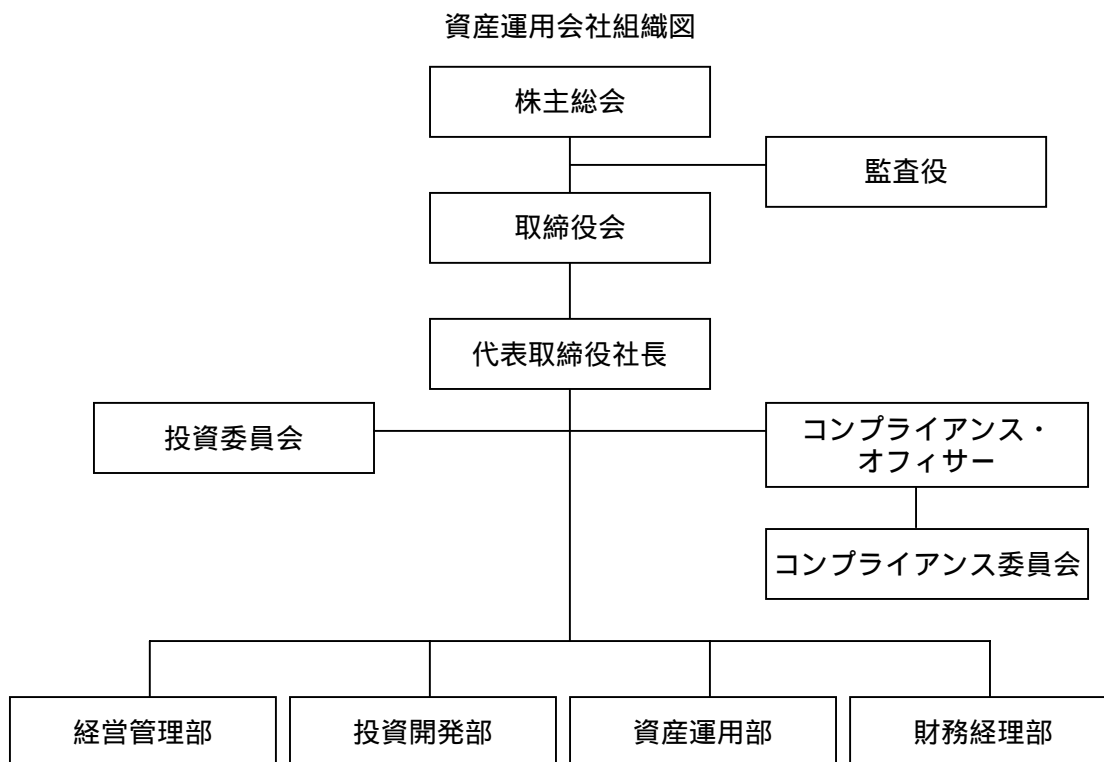 資産運用会社組織図
株主総会
監査役
取締役会
代表取締役社長
投資委員会
コンプライアンス・
オフィサー
コンプライアンス委員会
経営管理部
投資開発部
資産運用部
財務経理部